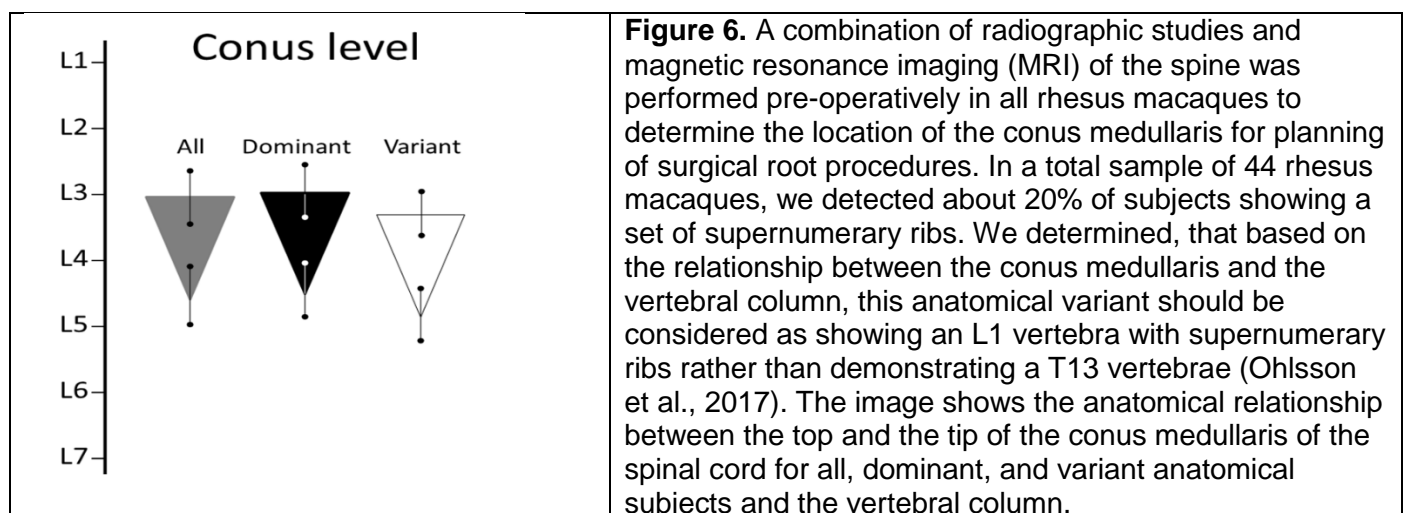 Conus level
L1
L2
All Dominant Variant
L3
L4
L5
L6
L7
Figure 6. A combination of radiographic studies and
magnetic resonance imaging (MRI) of the spine was
performed pre-operatively in all rhesus macaques to
determine the location of the conus medullaris for planning
of surgical root procedures. In a total sample of 44 rhesus
macaques, we detected about 20% of subjects showing a
set of supernumerary ribs. We determined, that based on
the relationship between the conus medullaris and the
vertebral column, this anatomical variant should be
considered as showing an L1 vertebra with supernumerary
ribs rather than demonstrating a T13 vertebrae (Ohlsson
et al., 2017). The image shows the anatomical relationship
between the top and the tip of the conus medullaris of the
spinal cord for all, dominant, and variant anatomical
subjects and the vertebral column.